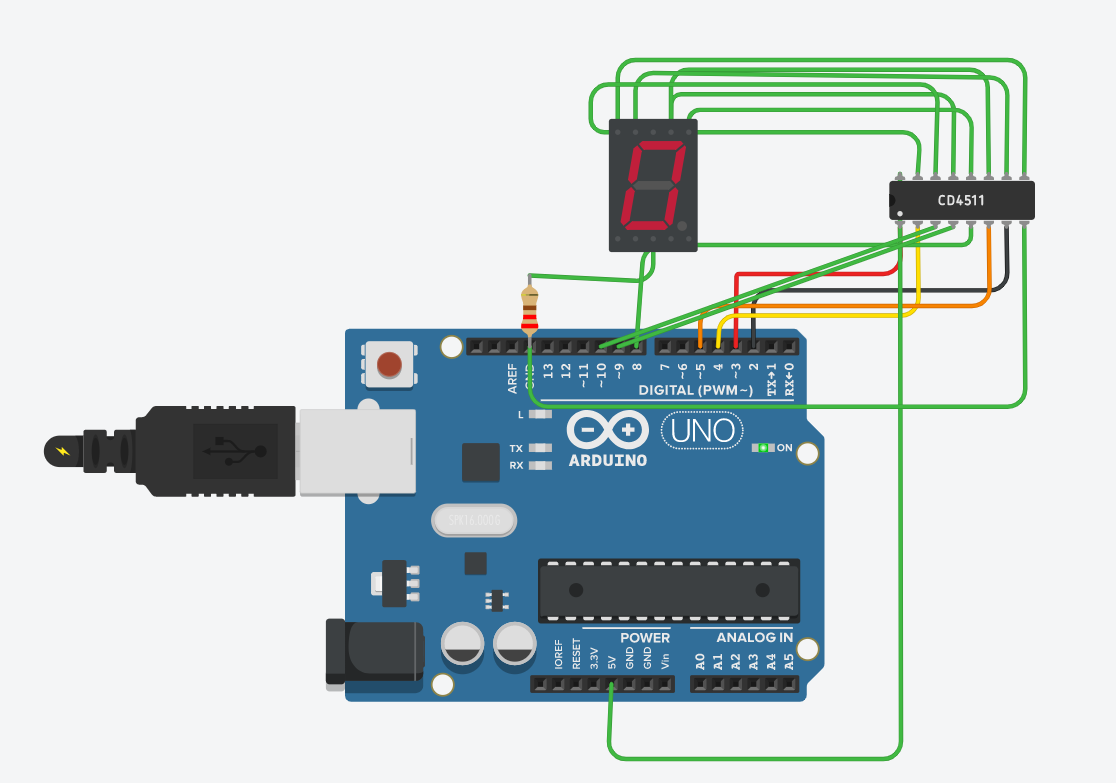 CD4511
AREF
GND
13
12
~11
~10
~9
8
7
~6
~5
4
~3
2
TX→1
RX←0
DIGITAL (PWM~)
L
TX
RX
ARDUINO
UNO
ON
SPK16.000G
POWER
ANALOG IN
IOREF
RESET
3.3V
5V
GND
GND
Vin
A0
A1
A2
A3
A4
A5